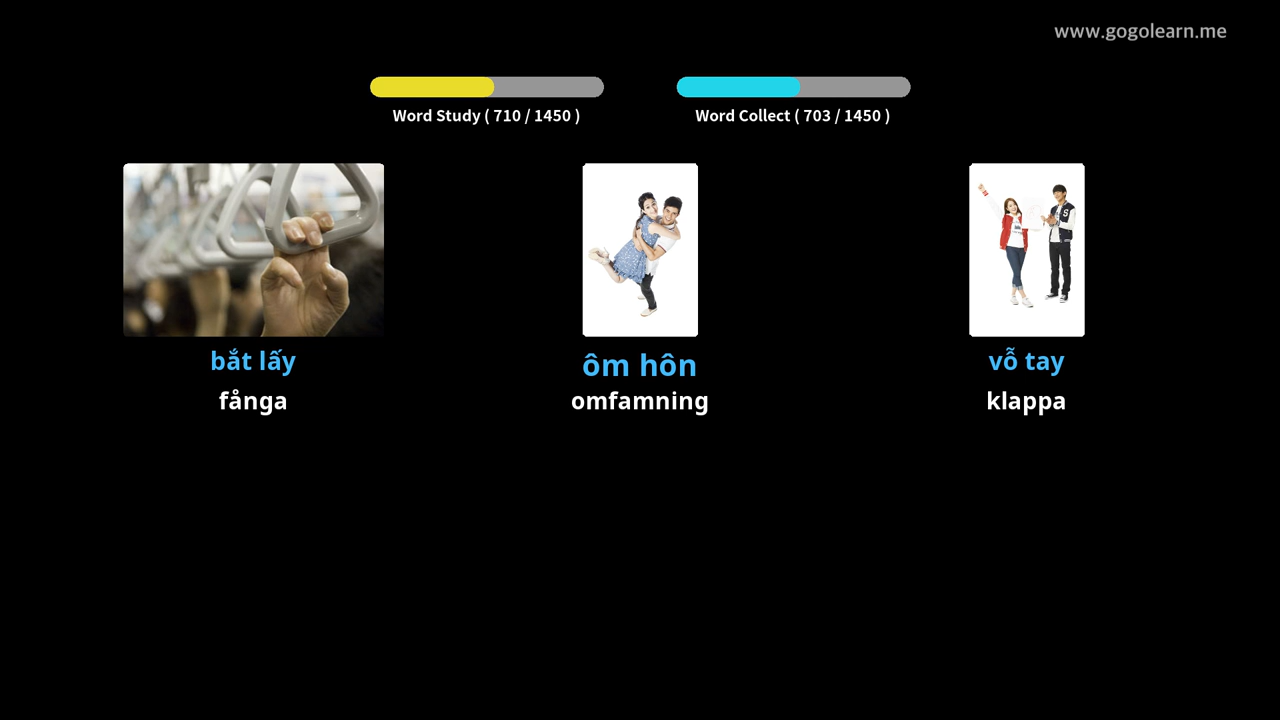 www.gogolearn.me
Word Study ( 710 / 1450 )
Word Collect ( 703 / 1450 )
bắt lấy
ôm hôn
vỗ tay
fånga
omfamning
klappa